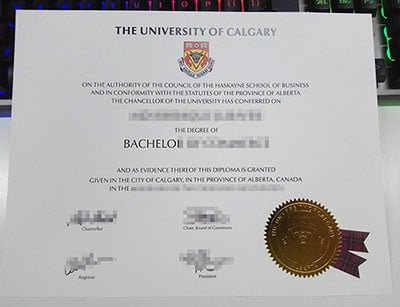 THE UNIVERSITY OF CALGARY
ON THE AUTHORITY OF THE COUNCIL OF THE HASKAYNE SCHOOL OF BUSINESS
AND IN CONFORMITY WITH THE STATUTES OF THE PROVINCE OF ALBERTA
THE CHANCELLOR OF THE UNIVERSITY HAS CONFERRED ON
THE DEGREE OF
BACHELO
AND AS EVIDENCE THEREOF THIS DIPLOMA IS GRANTED
GIVEN IN THE CITY OF CALGARY, IN THE PROVINCE OF ALBERTA, CANADA
IN THE
Chancellor
Chair, Board of Governors
Registrar
President